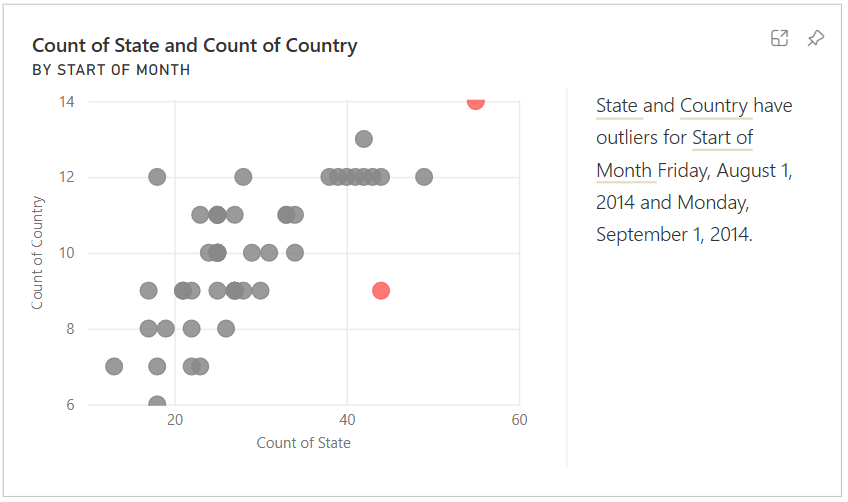 Count of State and Count of Country
BY START OF MONTH
State and Country have
outliers for Start of
Month Friday, August 1,
2014 and Monday,
September 1, 2014.
Count of Country
14
12
10
8
6
20
40
60
Count of State